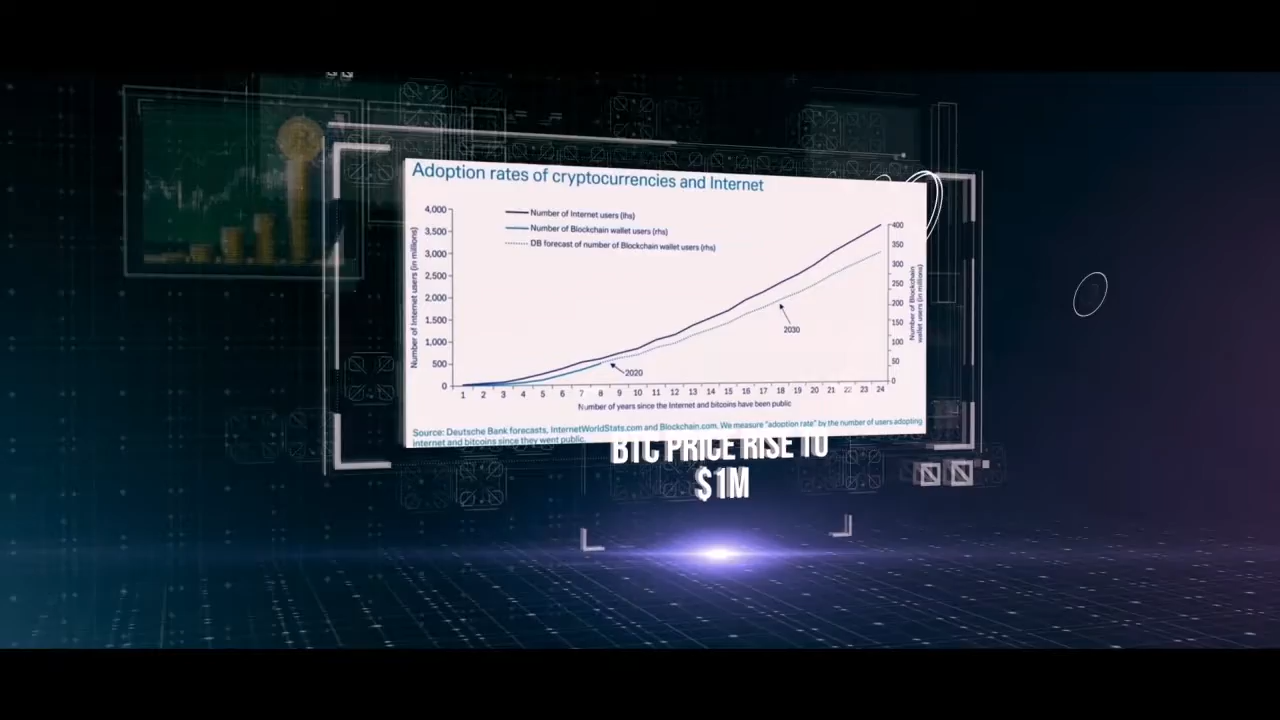 Adoption rates of cryptocurrencies and Internet
Number of Internet users (lhs)
Number of Blockchain wallet users (rhs)
DB forecast of number of Blockchain wallet users (rhs)
Number of Internet users (in millions)
4,000
3,500
3,000
2,500
2,000
1,500
1,000
500
0
400
350
300
250
200
150
100
50
0
Number of Blockchain
wallet users (in millions)
2030
2020
1 2 3 4 5 6 7 8 9 10 11 12 13 14 15 16 17 18 19 20 21 22 23 24
Number of years since the Internet and bitcoins have been public
Source: Deutsche Bank forecasts, InternetWorldStats.com and Blockchain.com. We measure "adoption rate" by the number of users adopting
internet and bitcoins since they went public.
BTC PRICE RISE TO
$1M